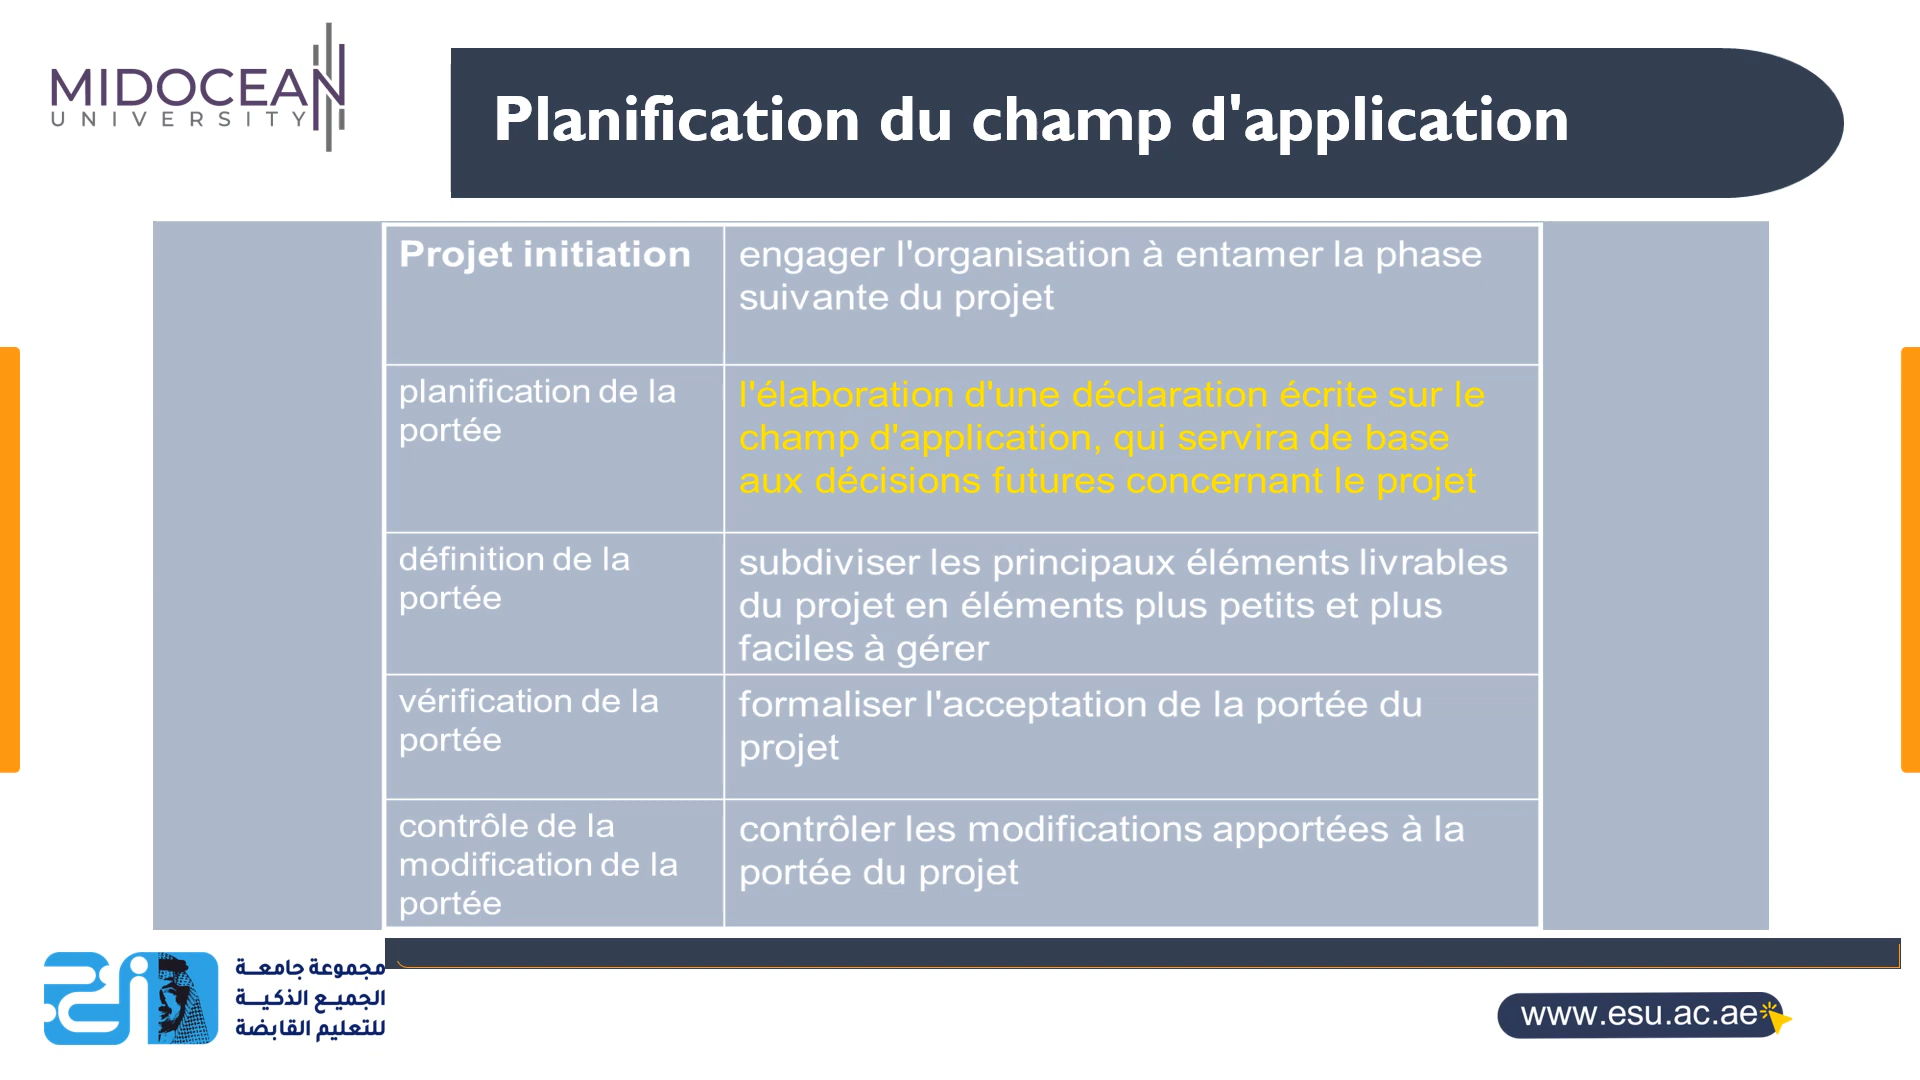 MIDOCEAN
UNIVERSITY
Planification du champ d'application
Projet initiation
engager l'organisation à entamer la phase
suivante du projet
planification de la
portée
l'élaboration d'une déclaration écrite sur le
champ d'application, qui servira de base
aux décisions futures concernant le projet
définition de la
portée
subdiviser les principaux éléments livrables
du projet en éléments plus petits et plus
faciles à gérer
vérification de la
portée
formaliser l'acceptation de la portée du
projet
contrôle de la
modification de la
portée
contrôler les modifications apportées à la
portée du projet
مجموعة جامعـــة
الجميـع الذكيـــة
للتعليم القابضة
www.esu.ac.ae